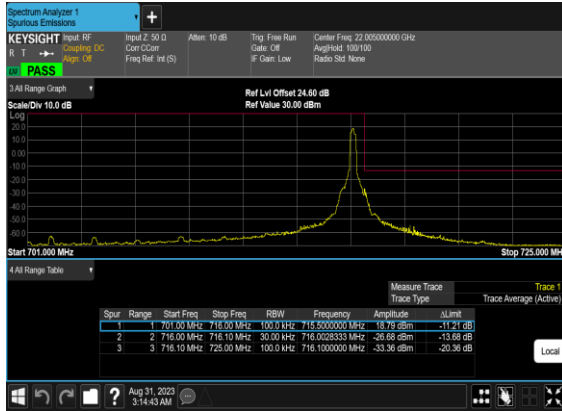 Spectrum Analyzer 1
Spurious Emissions
KEYSIGHT Input: RF Input Z: 50 Ω Atten: 10 dB Trig: Free Run Center Freq: 22.005000000 GHz
R T Coupling: DC Corr CCorr Gate: Off Avg|Hold: 100/100
Align: Off Freq Ref: Int (S) IF Gain: Low Radio Std: None
PASS
3 All Range Graph
Ref Lvl Offset 24.60 dB
Scale/Div 10.0 dB Ref Value 30.00 dBm
Log
20.0
10.0
0.00
-10.0
-20.0
-30.0
-40.0
-50.0
-60.0
Start 701.000 MHz Stop 725.000 MH
4 All Range Table
Measure Trace Trace 1
Trace Type Trace Average (Active)
Spur Range Start Freq Stop Freq RBW Frequency Amplitude ΔLimit
1 1 701.00 MHz 716.00 MHz 100.0 kHz 715.5000000 MHz 18.79 dBm -11.21 dB
2 2 716.00 MHz 716.10 MHz 30.00 kHz 716.0028333 MHz -26.68 dBm -13.68 dB
3 3 716.10 MHz 725.00 MHz 100.0 kHz 716.1000000 MHz -33.36 dBm -20.36 dB
Local
Aug 31, 2023
3:14:43 AM